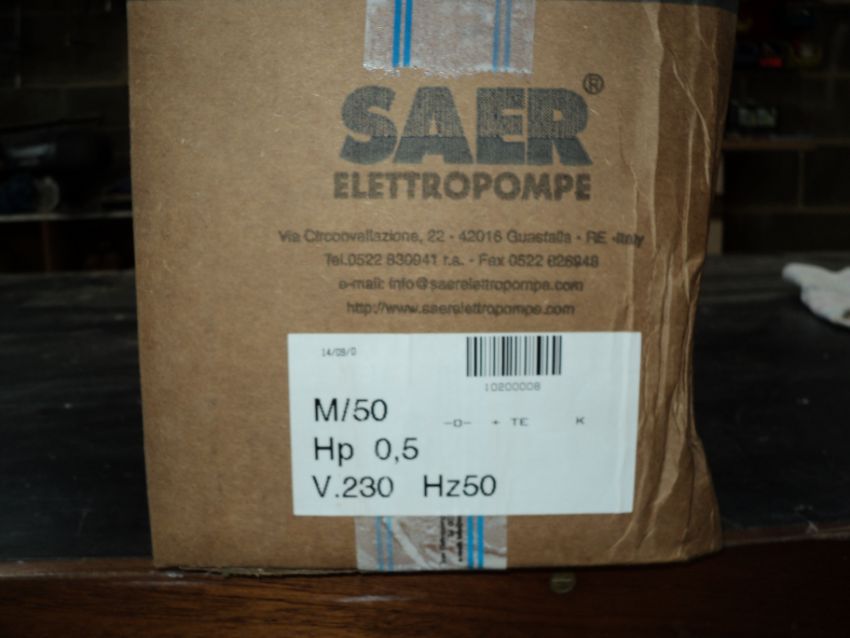 SAER®
ELETTROPOMPE
Via Circonvallazione, 22 - 42016 Guastalla - RE - Italy
Tel.0522 830941 r.a. - Fax 0522 826948
e-mail: info@saerelettropompe.com
http://www.saerelettropompe.com
14/09/0
10200008
M/50
-O- + TE K
Hp 0,5
V.230 Hz50